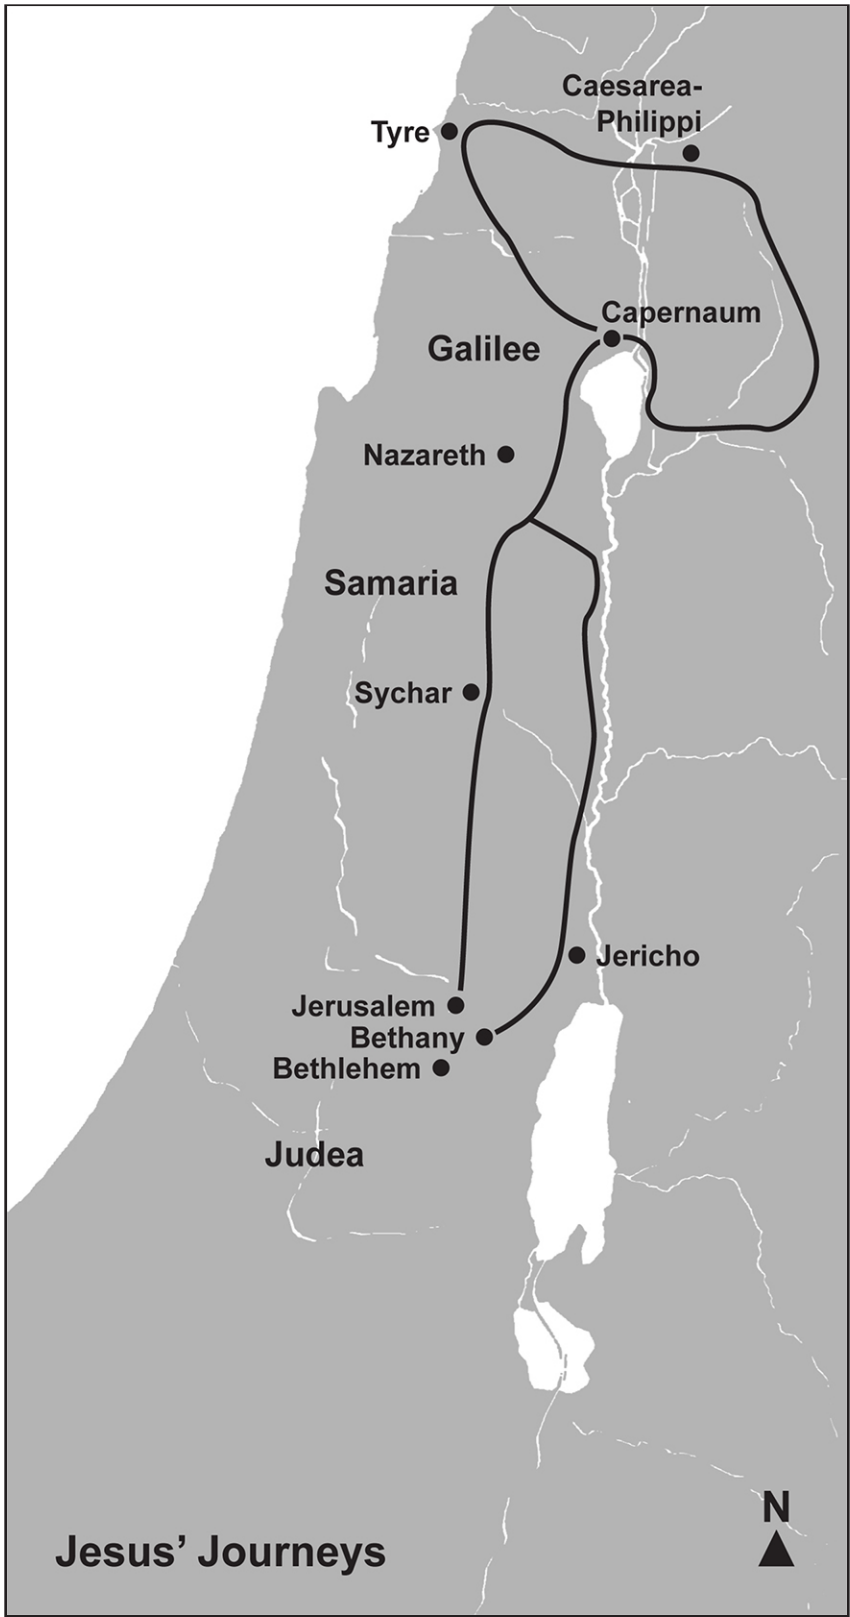 Caesarea-
Philippi
Tyre
Capernaum
Galilee
Nazareth
Samaria
Sychar
Jericho
Jerusalem
Bethany
Bethlehem
Judea
N
Jesus’ Journeys